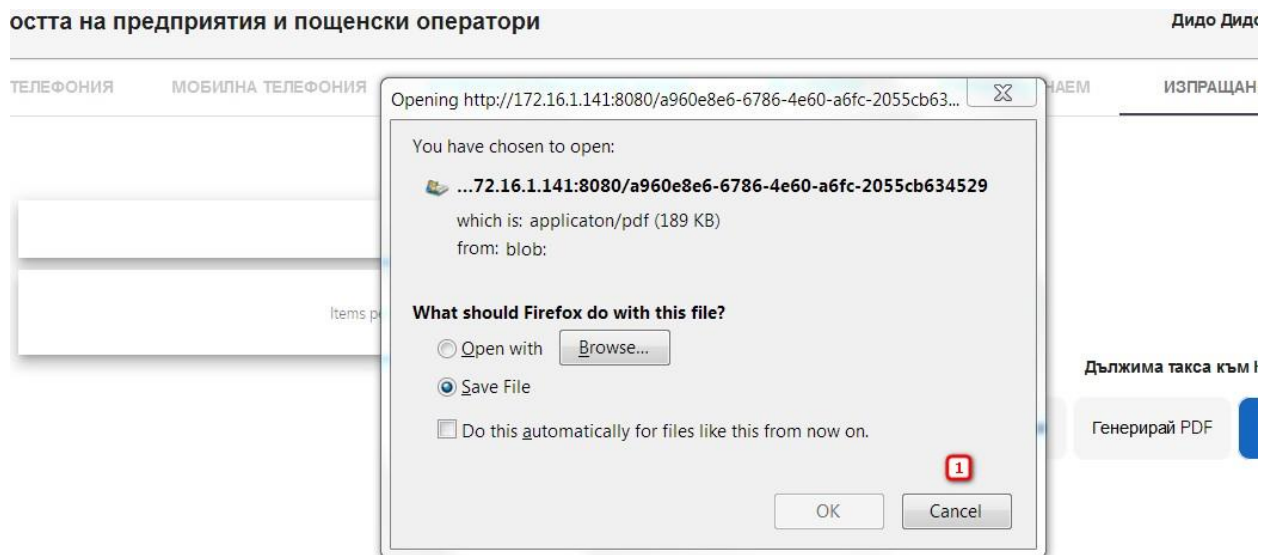 остта на предприятия и пощенски оператори
Дидо Дидо
ТЕЛЕФОНИЯ
МОБИЛНА ТЕЛЕФОНИЯ
НАЕМ
ИЗПРАЩАН
Opening http://172.16.1.141:8080/a960e8e6-6786-4e60-a6fc-2055cb63...
You have chosen to open:
...72.16.1.141:8080/a960e8e6-6786-4e60-a6fc-2055cb634529
which is: applicaton/pdf (189 KB)
from: blob:
Items pe
What should Firefox do with this file?
Open with Browse...
Save File
Do this automatically for files like this from now on.
Дължима такса към
Генерирай PDF
1
OK Cancel